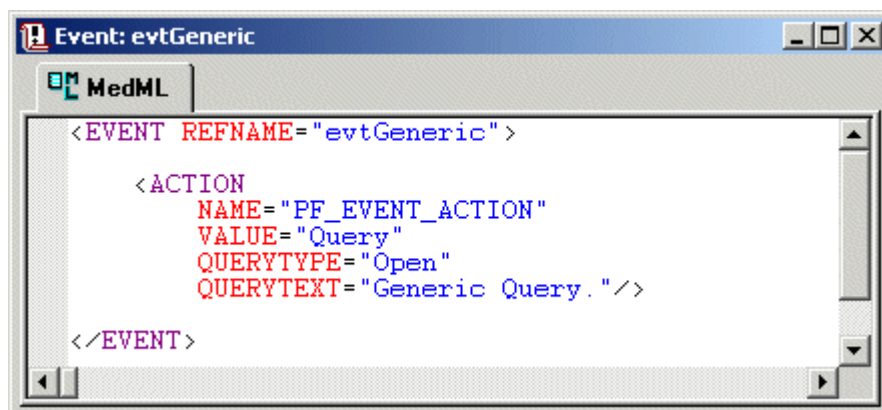 Event: evtGeneric
MedML
<EVENT REFNAME="evtGeneric">
<ACTION
NAME="PF_EVENT_ACTION"
VALUE="Query"
QUERYTYPE="Open"
QUERYTEXT="Generic Query."/>
</EVENT>